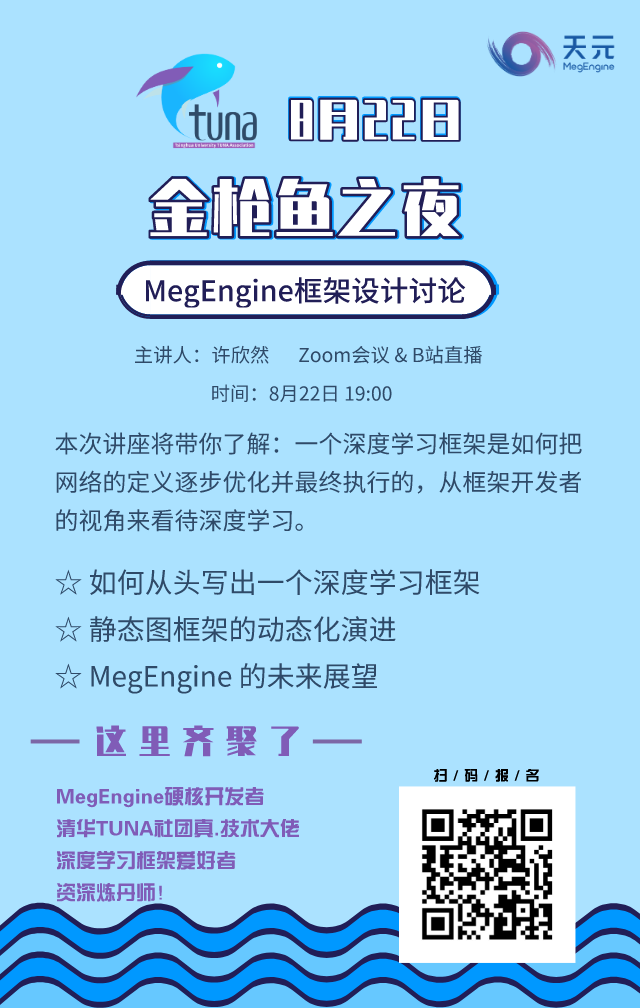 天元
MegEngine
tuna
Tsinghua University TUNA Association
8月22日
金枪鱼之夜
MegEngine框架设计讨论
主讲人：许欣然 Zoom会议 & B站直播
时间：8月22日 19:00
本次讲座将带你了解：一个深度学习框架是如何把
网络的定义逐步优化并最终执行的，从框架开发者
的视角来看待深度学习。
☆ 如何从头写出一个深度学习框架
☆ 静态图框架的动态化演进
☆ MegEngine 的未来展望
这里齐聚了
扫/码/报/名
MegEngine硬核开发者
清华TUNA社团真.技术大佬
深度学习框架爱好者
资深炼丹师！